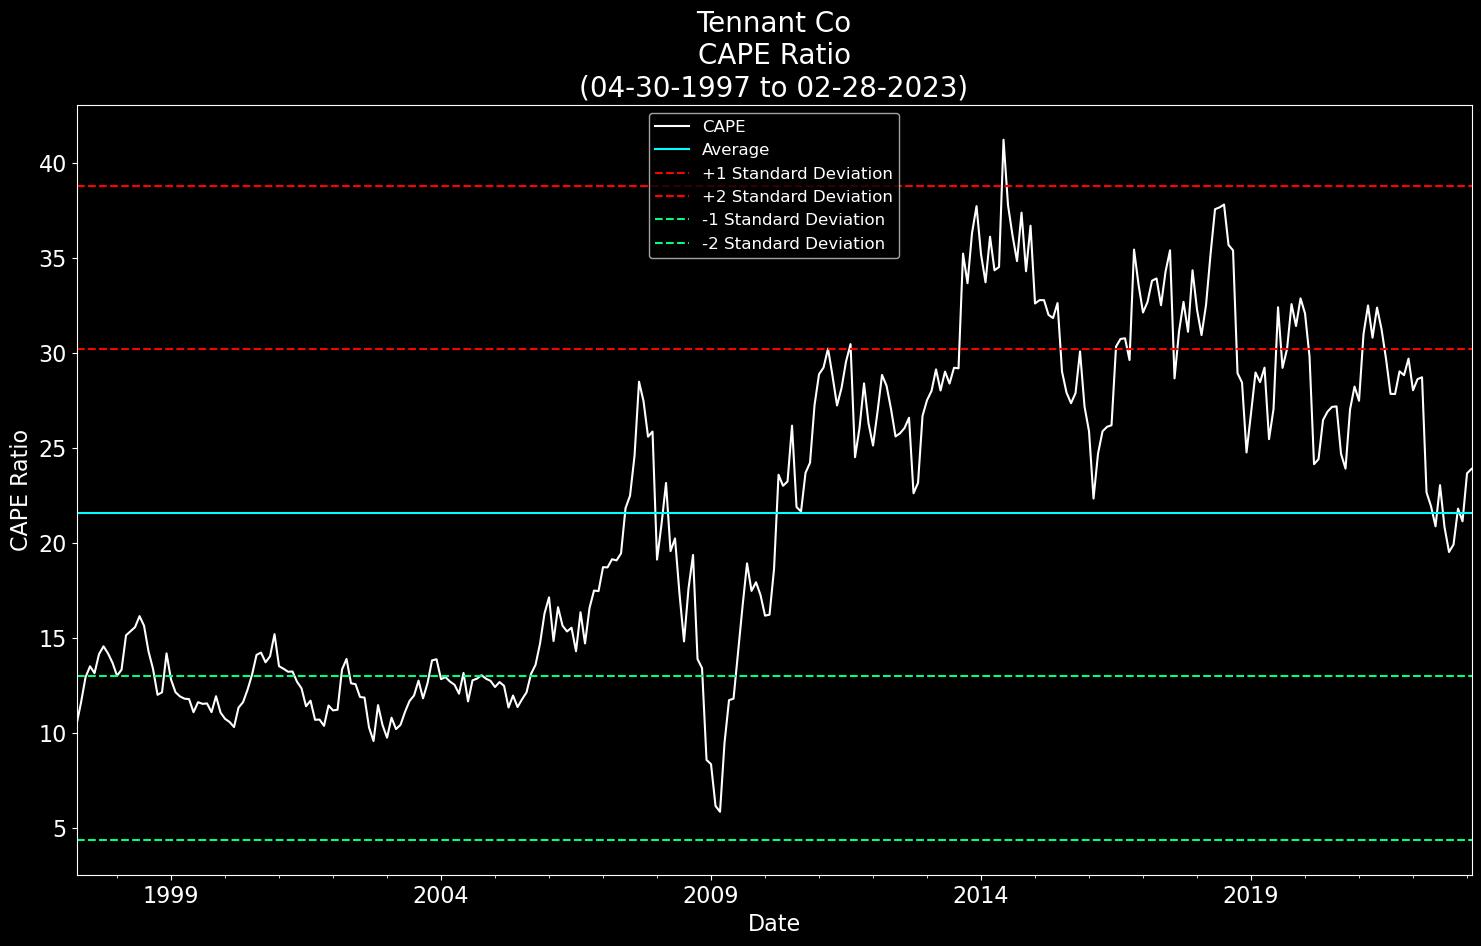 Tennant Co
CAPE Ratio
(04-30-1997 to 02-28-2023)
CAPE
Average
+1 Standard Deviation
+2 Standard Deviation
-1 Standard Deviation
-2 Standard Deviation
CAPE Ratio
40
35
30
25
20
15
10
5
1999
2004
2009
2014
2019
Date